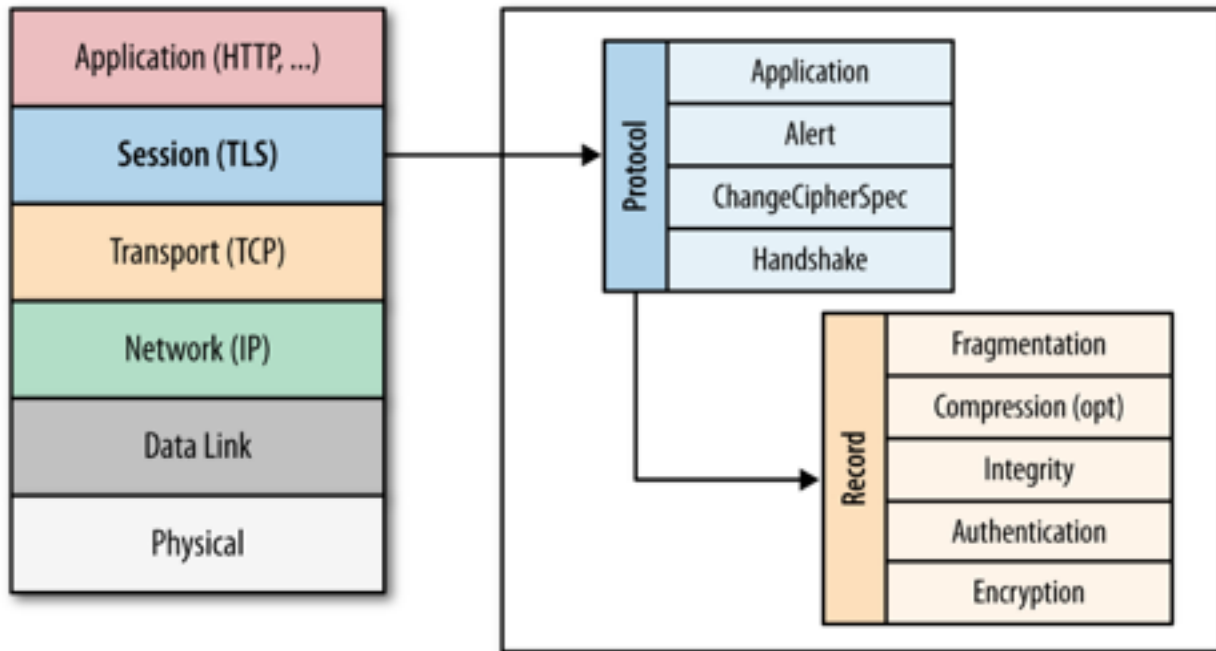 Application (HTTP, ...)
Session (TLS)
Transport (TCP)
Network (IP)
Data Link
Physical
Protocol
Application
Alert
ChangeCipherSpec
Handshake
Record
Fragmentation
Compression (opt)
Integrity
Authentication
Encryption